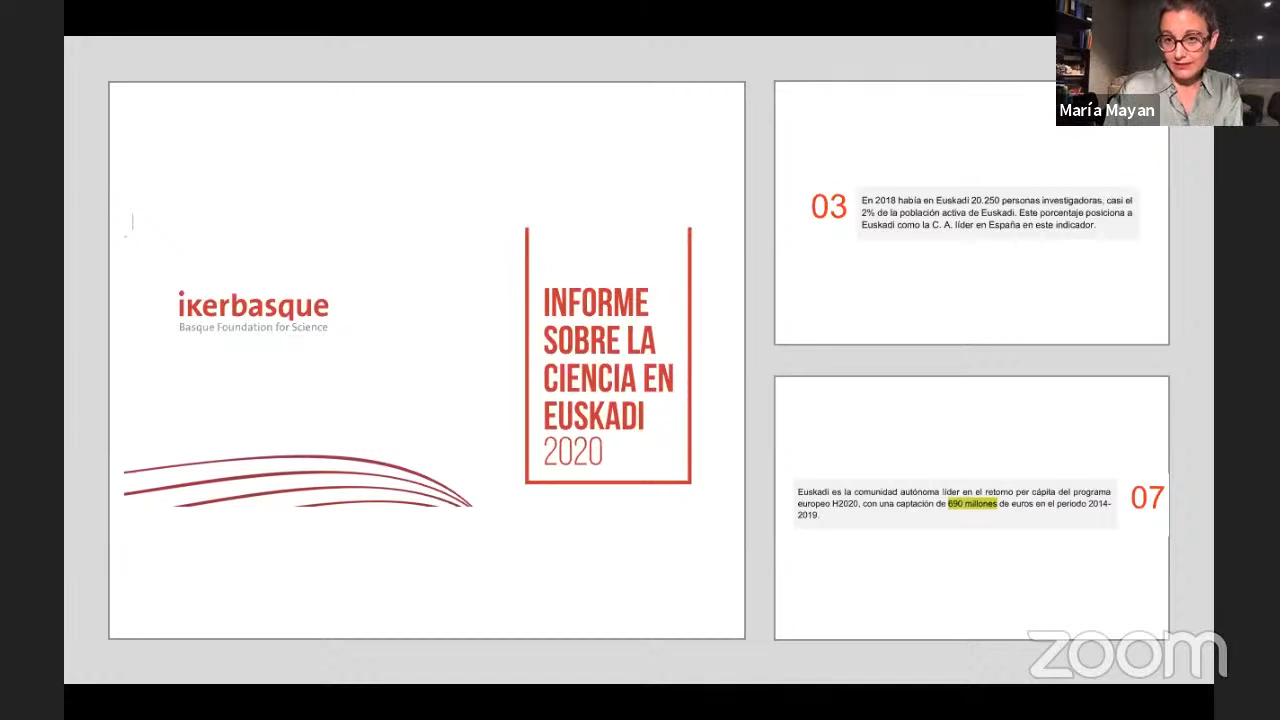 María Mayan
ikerbasque
Basque Foundation for Science
INFORME
SOBRE LA
CIENCIA EN
EUSKADI
2020
03
En 2018 había en Euskadi 20.250 personas investigadoras, casi el
2% de la población activa de Euskadi. Este porcentaje posiciona a
Euskadi como la C. A. líder en España en este indicador.
Euskadi es la comunidad autónoma líder en el retorno per cápita del programa
europeo H2020, con una captación de 690 millones de euros en el periodo 2014-
2019.
07
zoom